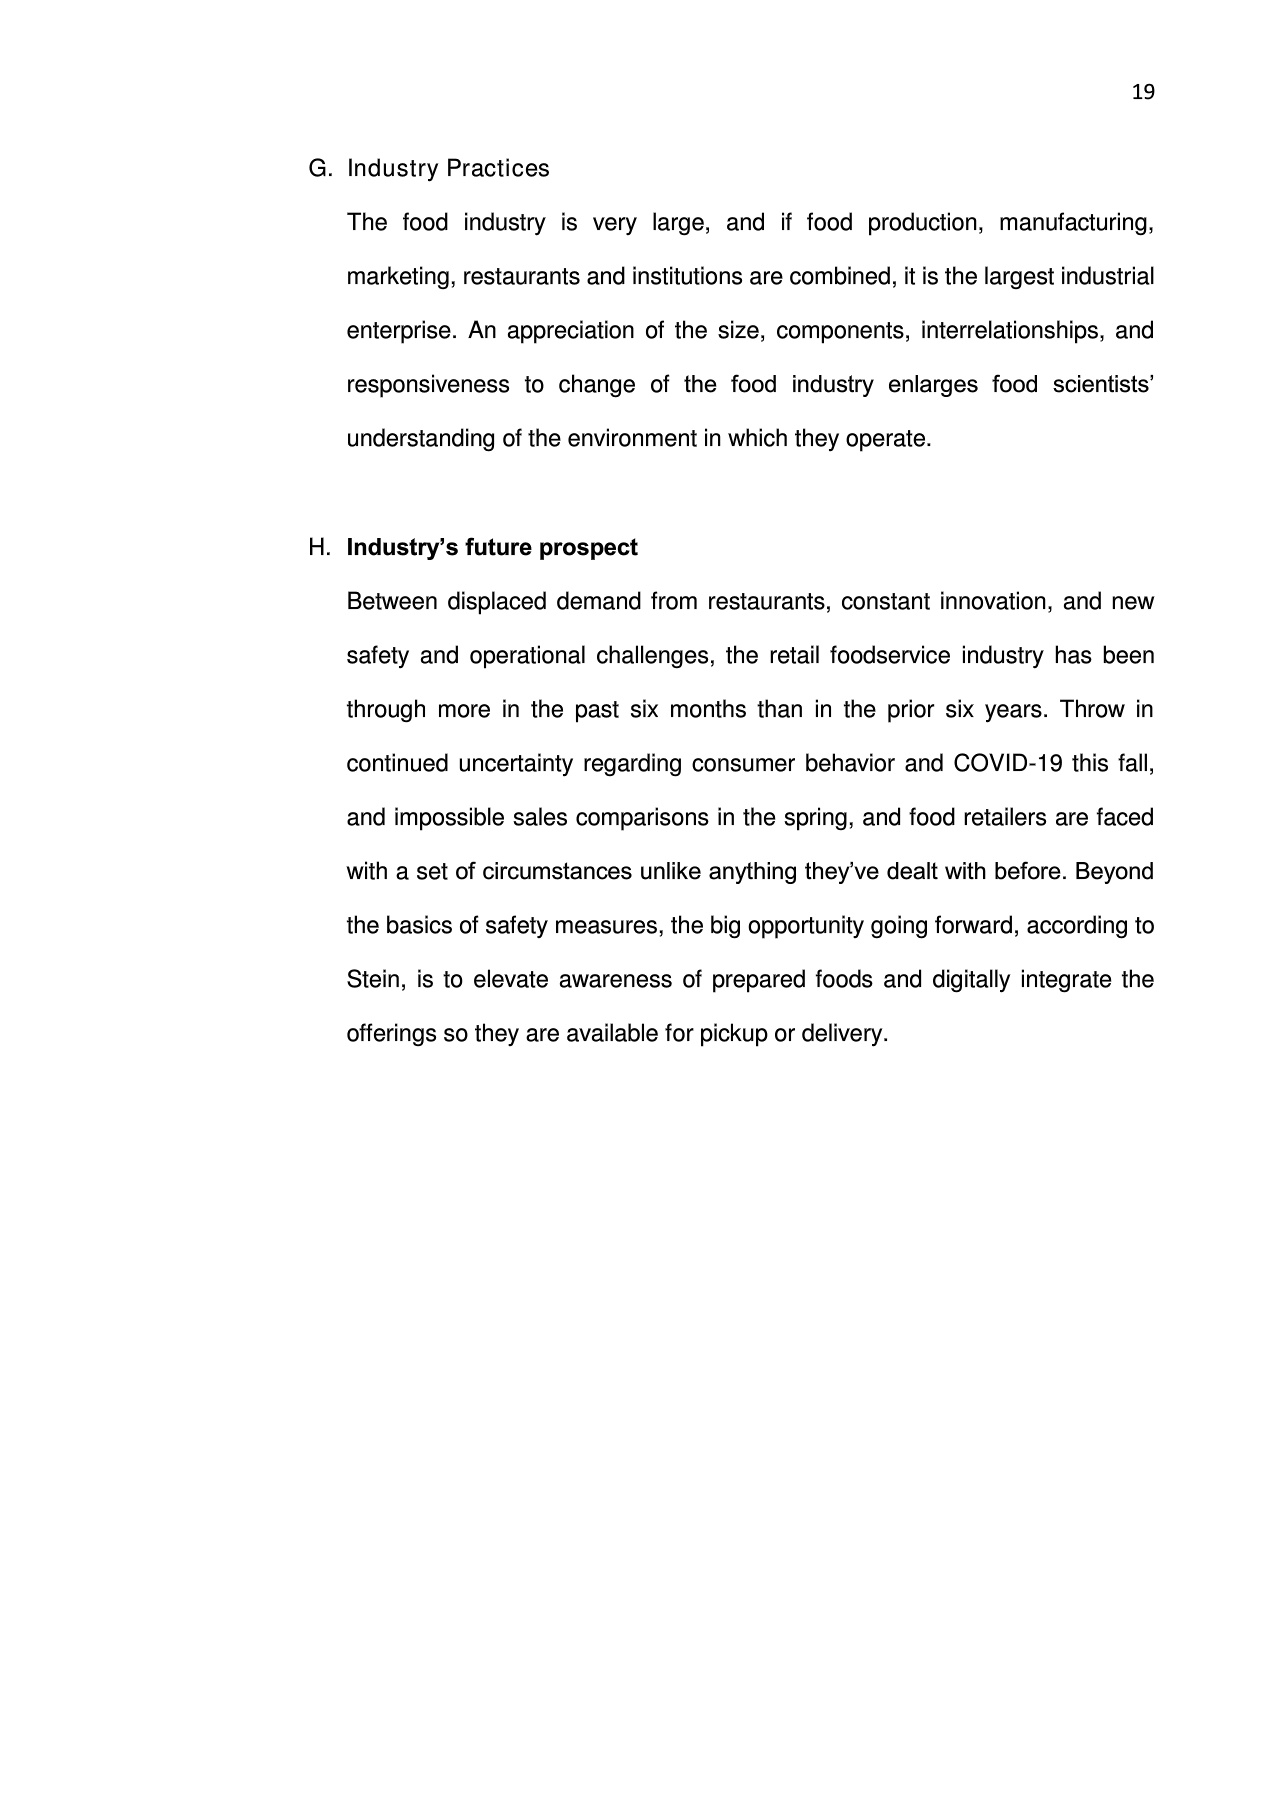 19
G. Industry Practices
The food industry is very large, and if food production, manufacturing,
marketing, restaurants and institutions are combined, it is the largest industrial
enterprise. An appreciation of the size, components, interrelationships, and
responsiveness to change of the food industry enlarges food scientists’
understanding of the environment in which they operate.
H. Industry’s future prospect
Between displaced demand from restaurants, constant innovation, and new
safety and operational challenges, the retail foodservice industry has been
through more in the past six months than in the prior six years. Throw in
continued uncertainty regarding consumer behavior and COVID-19 this fall,
and impossible sales comparisons in the spring, and food retailers are faced
with a set of circumstances unlike anything they’ve dealt with before. Beyond
the basics of safety measures, the big opportunity going forward, according to
Stein, is to elevate awareness of prepared foods and digitally integrate the
offerings so they are available for pickup or delivery.